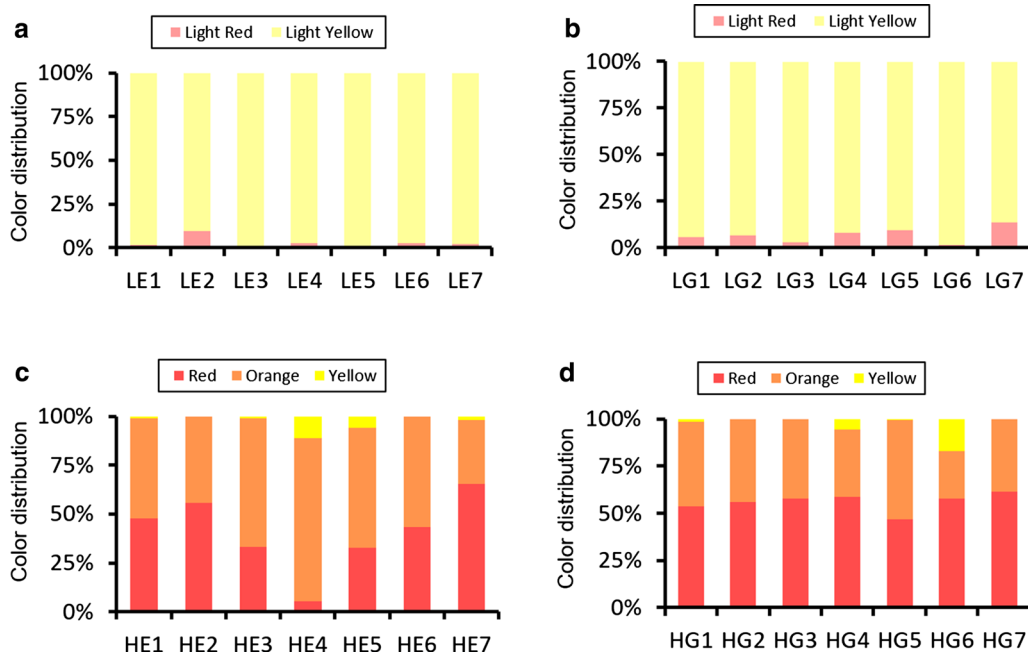 a
Light Red Light Yellow
100%
75%
50%
25%
0%
Color distribution
LE1 LE2 LE3 LE4 LE5 LE6 LE7
b
Light Red Light Yellow
100%
75%
50%
25%
0%
Color distribution
LG1 LG2 LG3 LG4 LG5 LG6 LG7
c
Red Orange Yellow
100%
75%
50%
25%
0%
Color distribution
HE1 HE2 HE3 HE4 HE5 HE6 HE7
d
Red Orange Yellow
100%
75%
50%
25%
0%
Color distribution
HG1 HG2 HG3 HG4 HG5 HG6 HG7